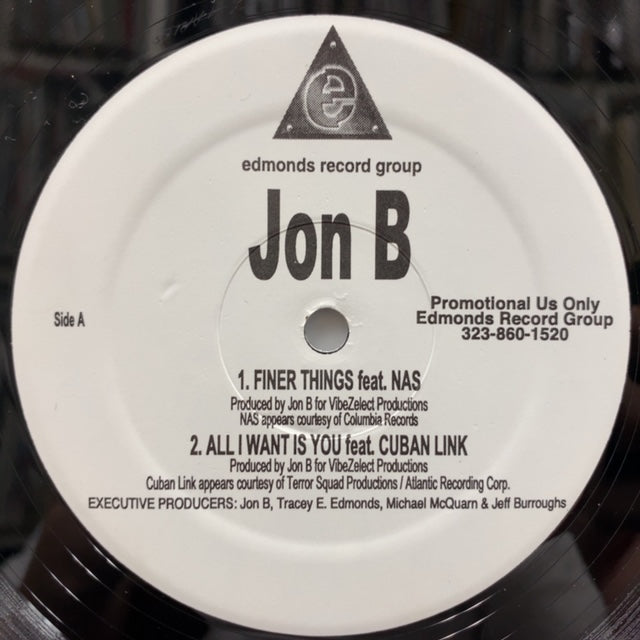 e
edmonds record group
Jon B
Side A
Promotional Us Only
Edmonds Record Group
323-860-1520
1. FINER THINGS feat. NAS
Produced by Jon B for VibeZelect Productions
NAS appears courtesy of Columbia Records
2. ALL I WANT IS YOU feat. CUBAN LINK
Produced by Jon B for VibeZelect Productions
Cuban Link appears courtesy of Terror Squad Productions / Atlantic Recording Corp.
EXECUTIVE PRODUCERS: Jon B, Tracey E. Edmonds, Michael McQuarn & Jeff Burroughs